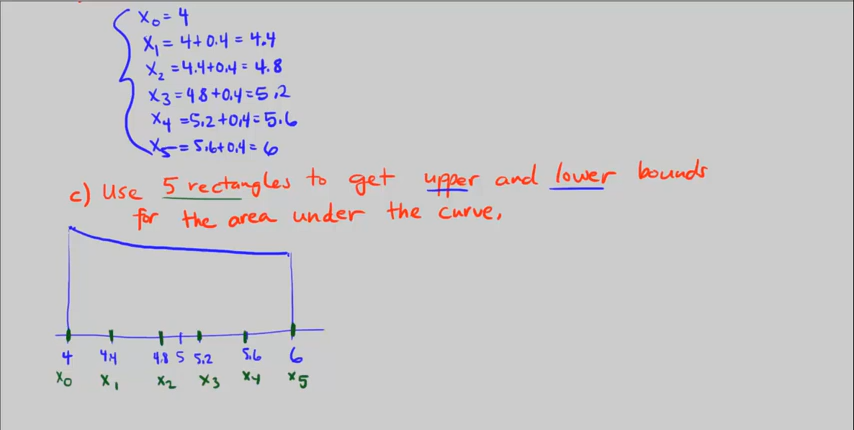 x₀ = 4
x₁ = 4+0.4 = 4.4
x₂ = 4.4+0.4 = 4.8
x₃ = 4.8+0.4 = 5.2
x₄ = 5.2+0.4 = 5.6
x₅ = 5.6+0.4 = 6
c) Use 5 rectangles to get upper and lower bounds
for the area under the curve.
4 4.4 4.8 5 5.2 5.6 6
x₀ x₁ x₂ x₃ x₄ x₅